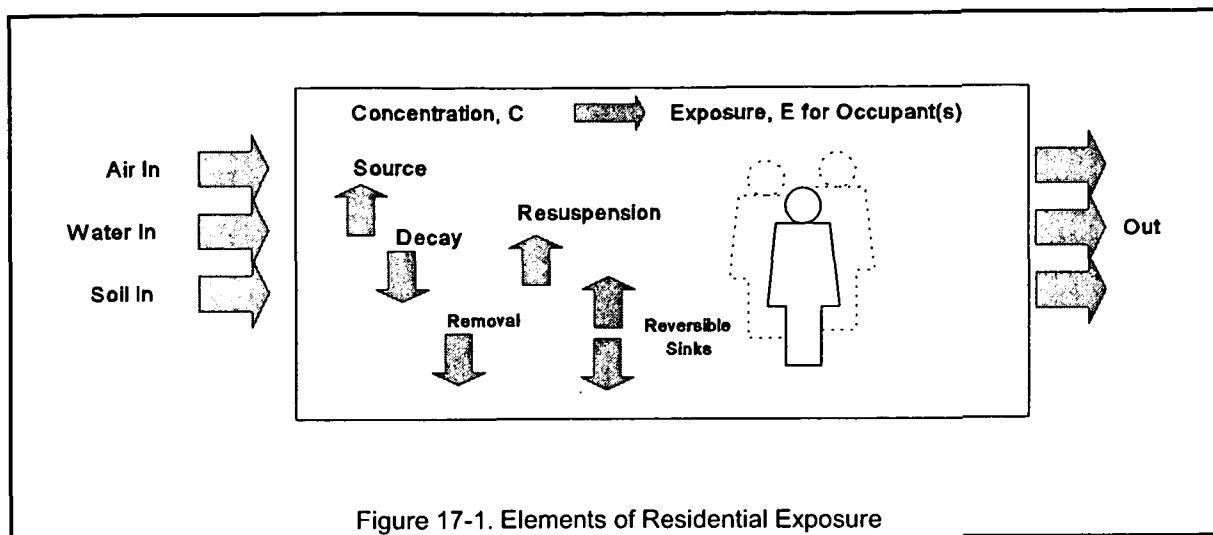 Concentration, C Exposure, E for Occupant(s)
Air In
Source
Resuspension
Water In
Decay
Out
Soil In
Removal
Reversible
Sinks
Figure 17-1. Elements of Residential Exposure